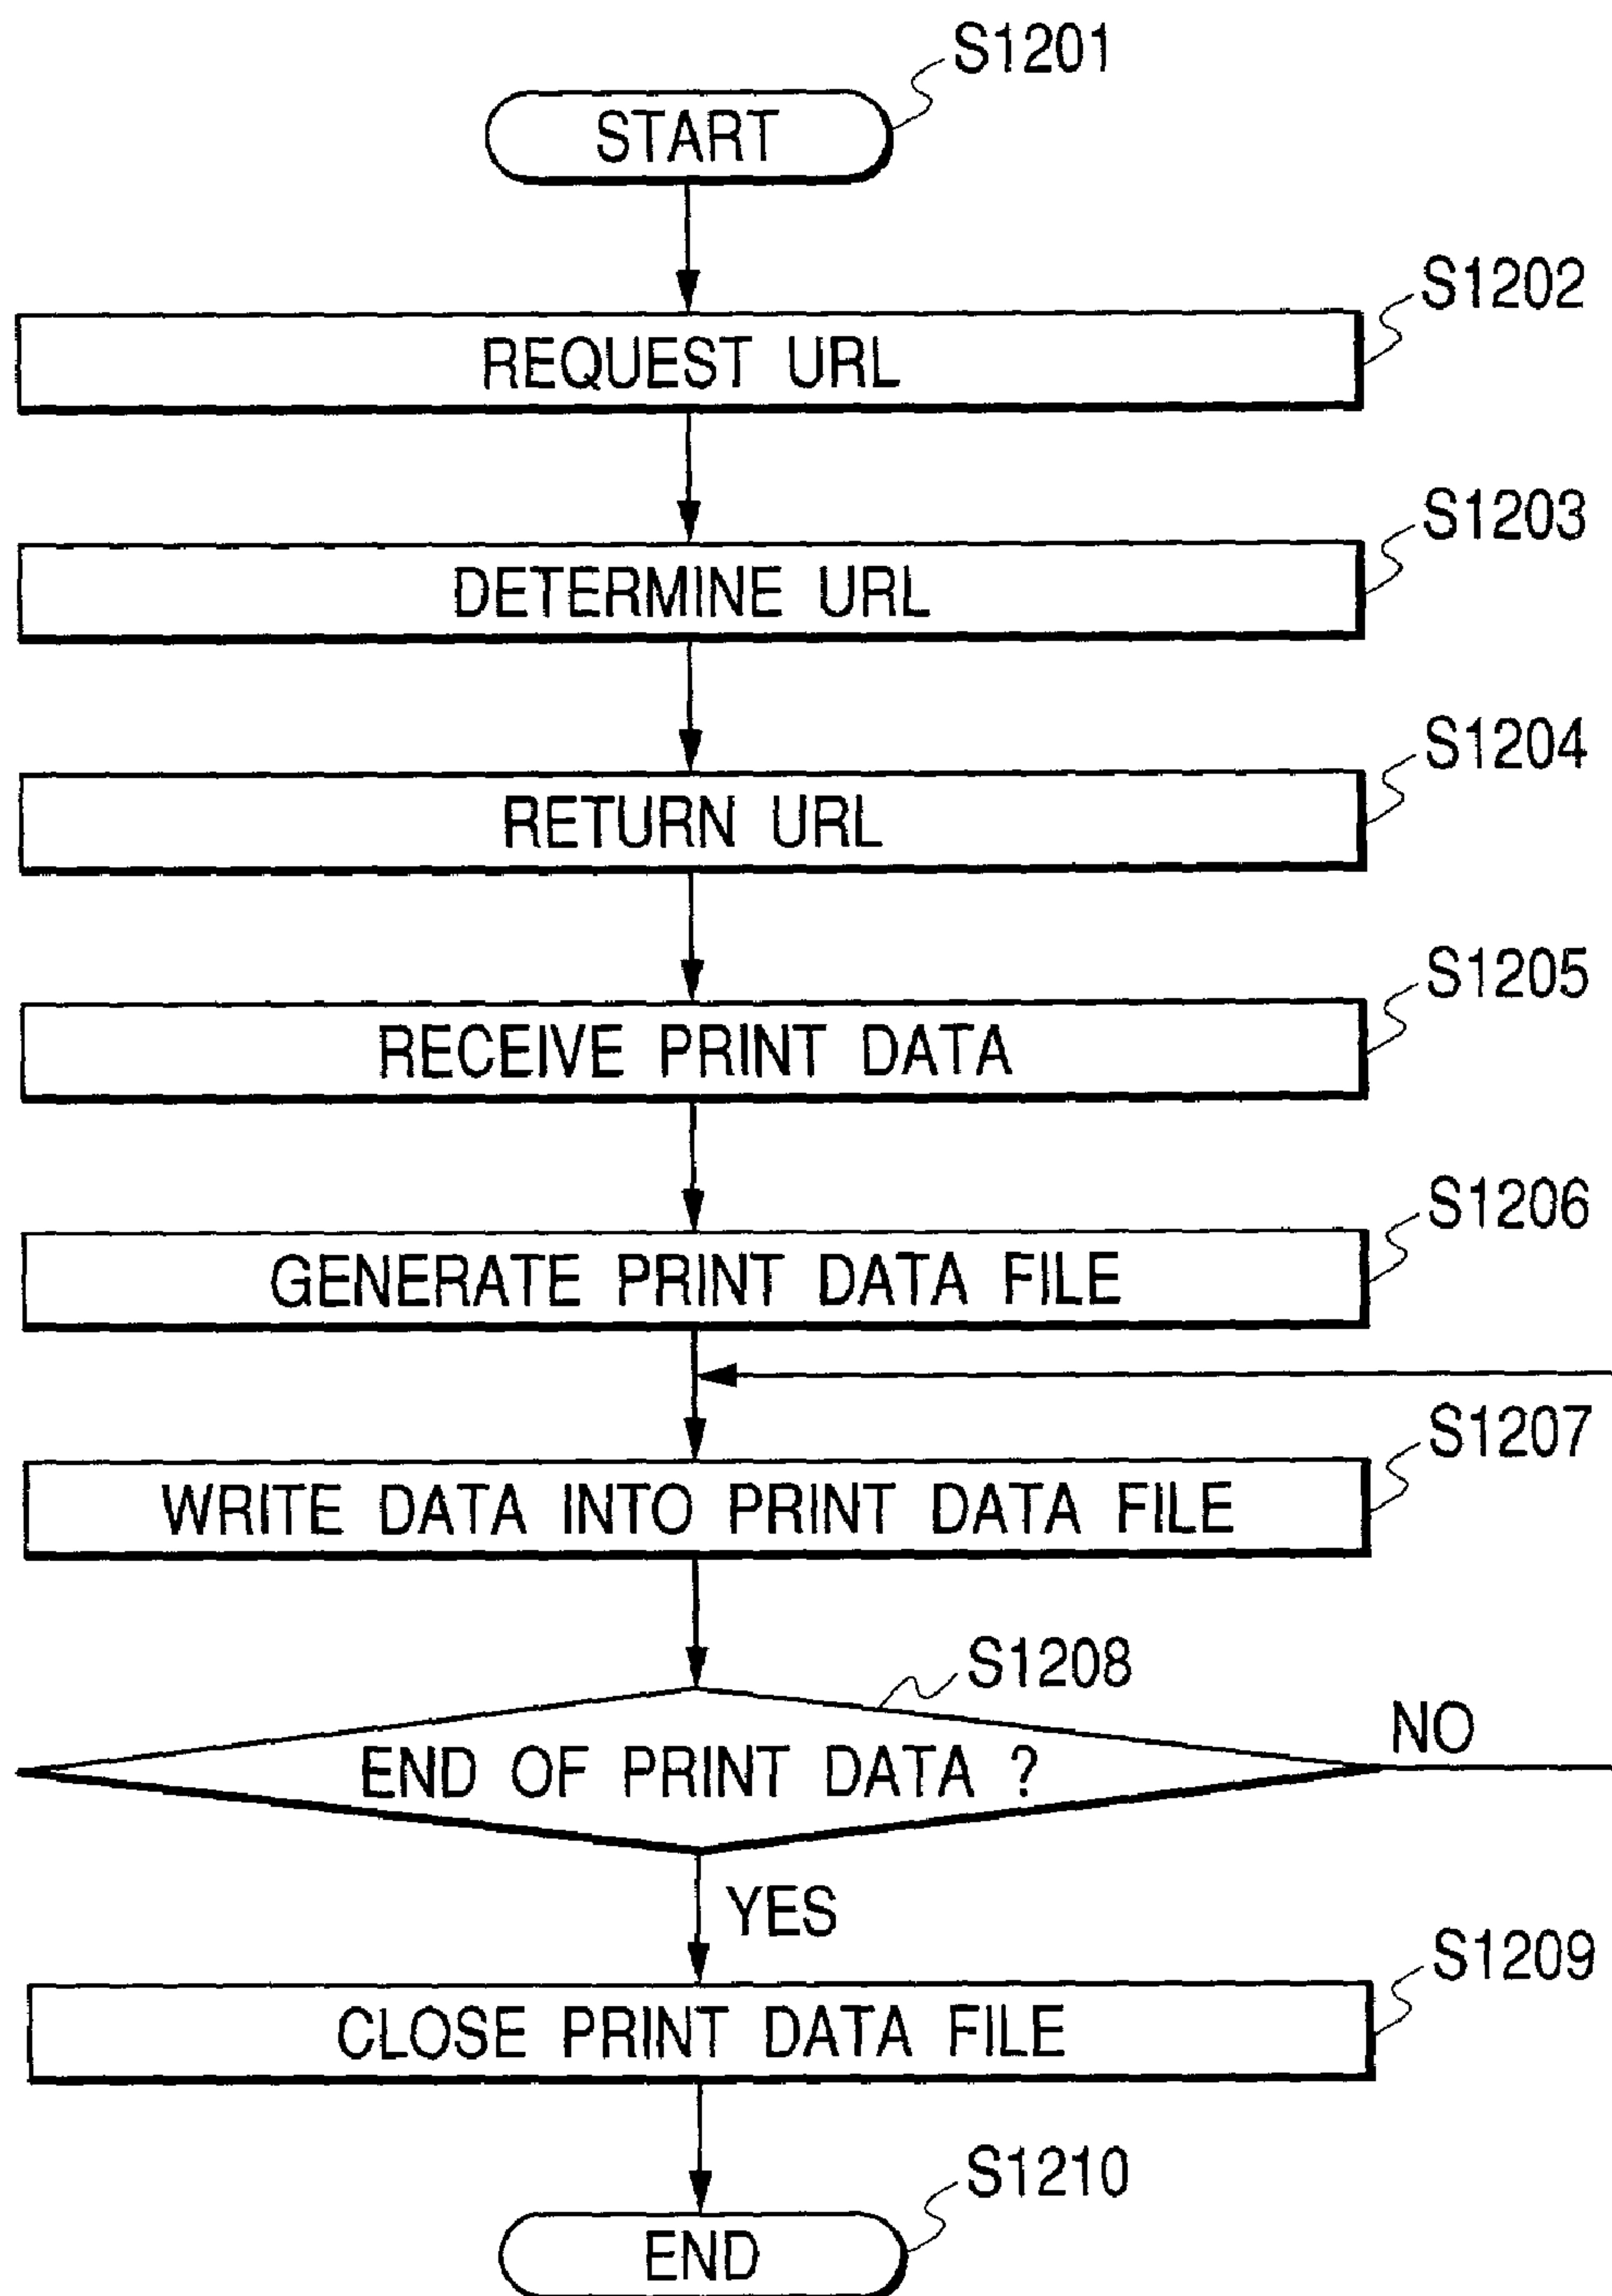 S1201
START
S1202
REQUEST URL
S1203
DETERMINE URL
S1204
RETURN URL
S1205
RECEIVE PRINT DATA
S1206
GENERATE PRINT DATA FILE
S1207
WRITE DATA INTO PRINT DATA FILE
S1208
END OF PRINT DATA ?
NO
YES
S1209
CLOSE PRINT DATA FILE
S1210
END